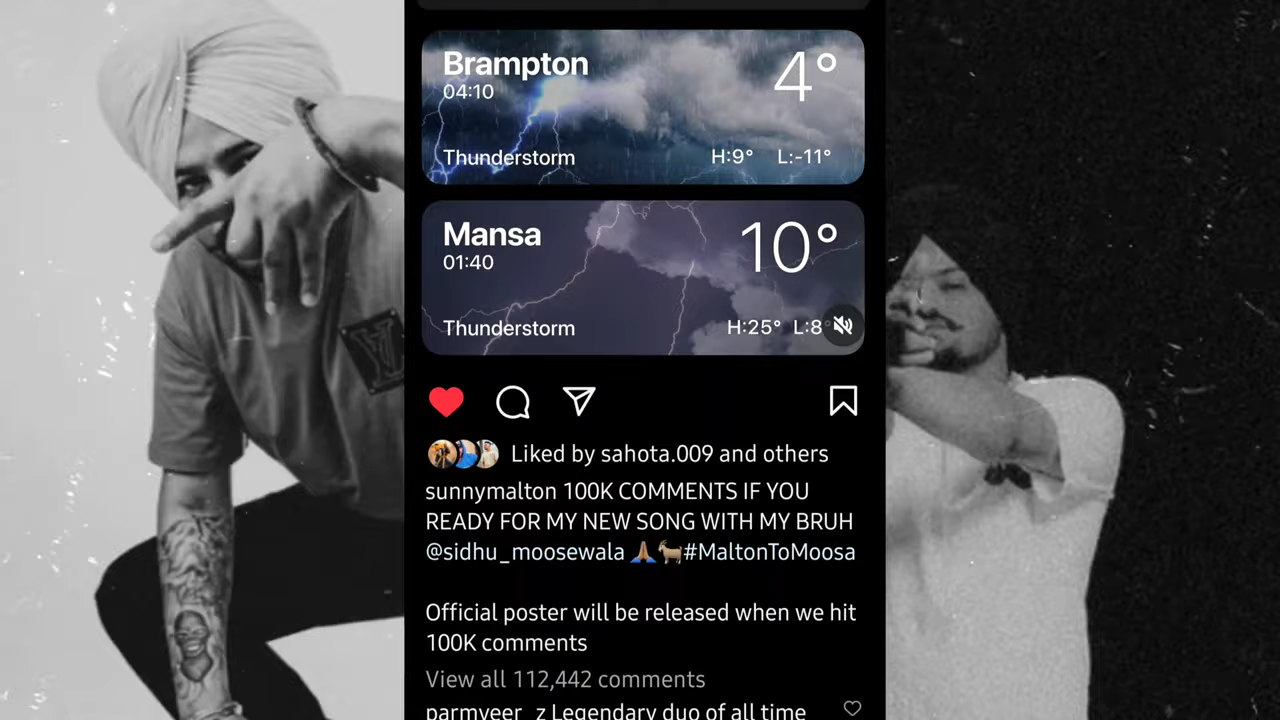 Brampton
4°
04:10
Thunderstorm
H:9° L:-11°
Mansa
10°
01:40
Thunderstorm
H:25° L:8°
Liked by sahota.009 and others
sunnymalton 100K COMMENTS IF YOU
READY FOR MY NEW SONG WITH MY BRUH
@sidhu_moosewala 🙏🏽🐐#MaltonToMoosa
Official poster will be released when we hit
100K comments
View all 112,442 comments
parmveer_z Legendary duo of all time